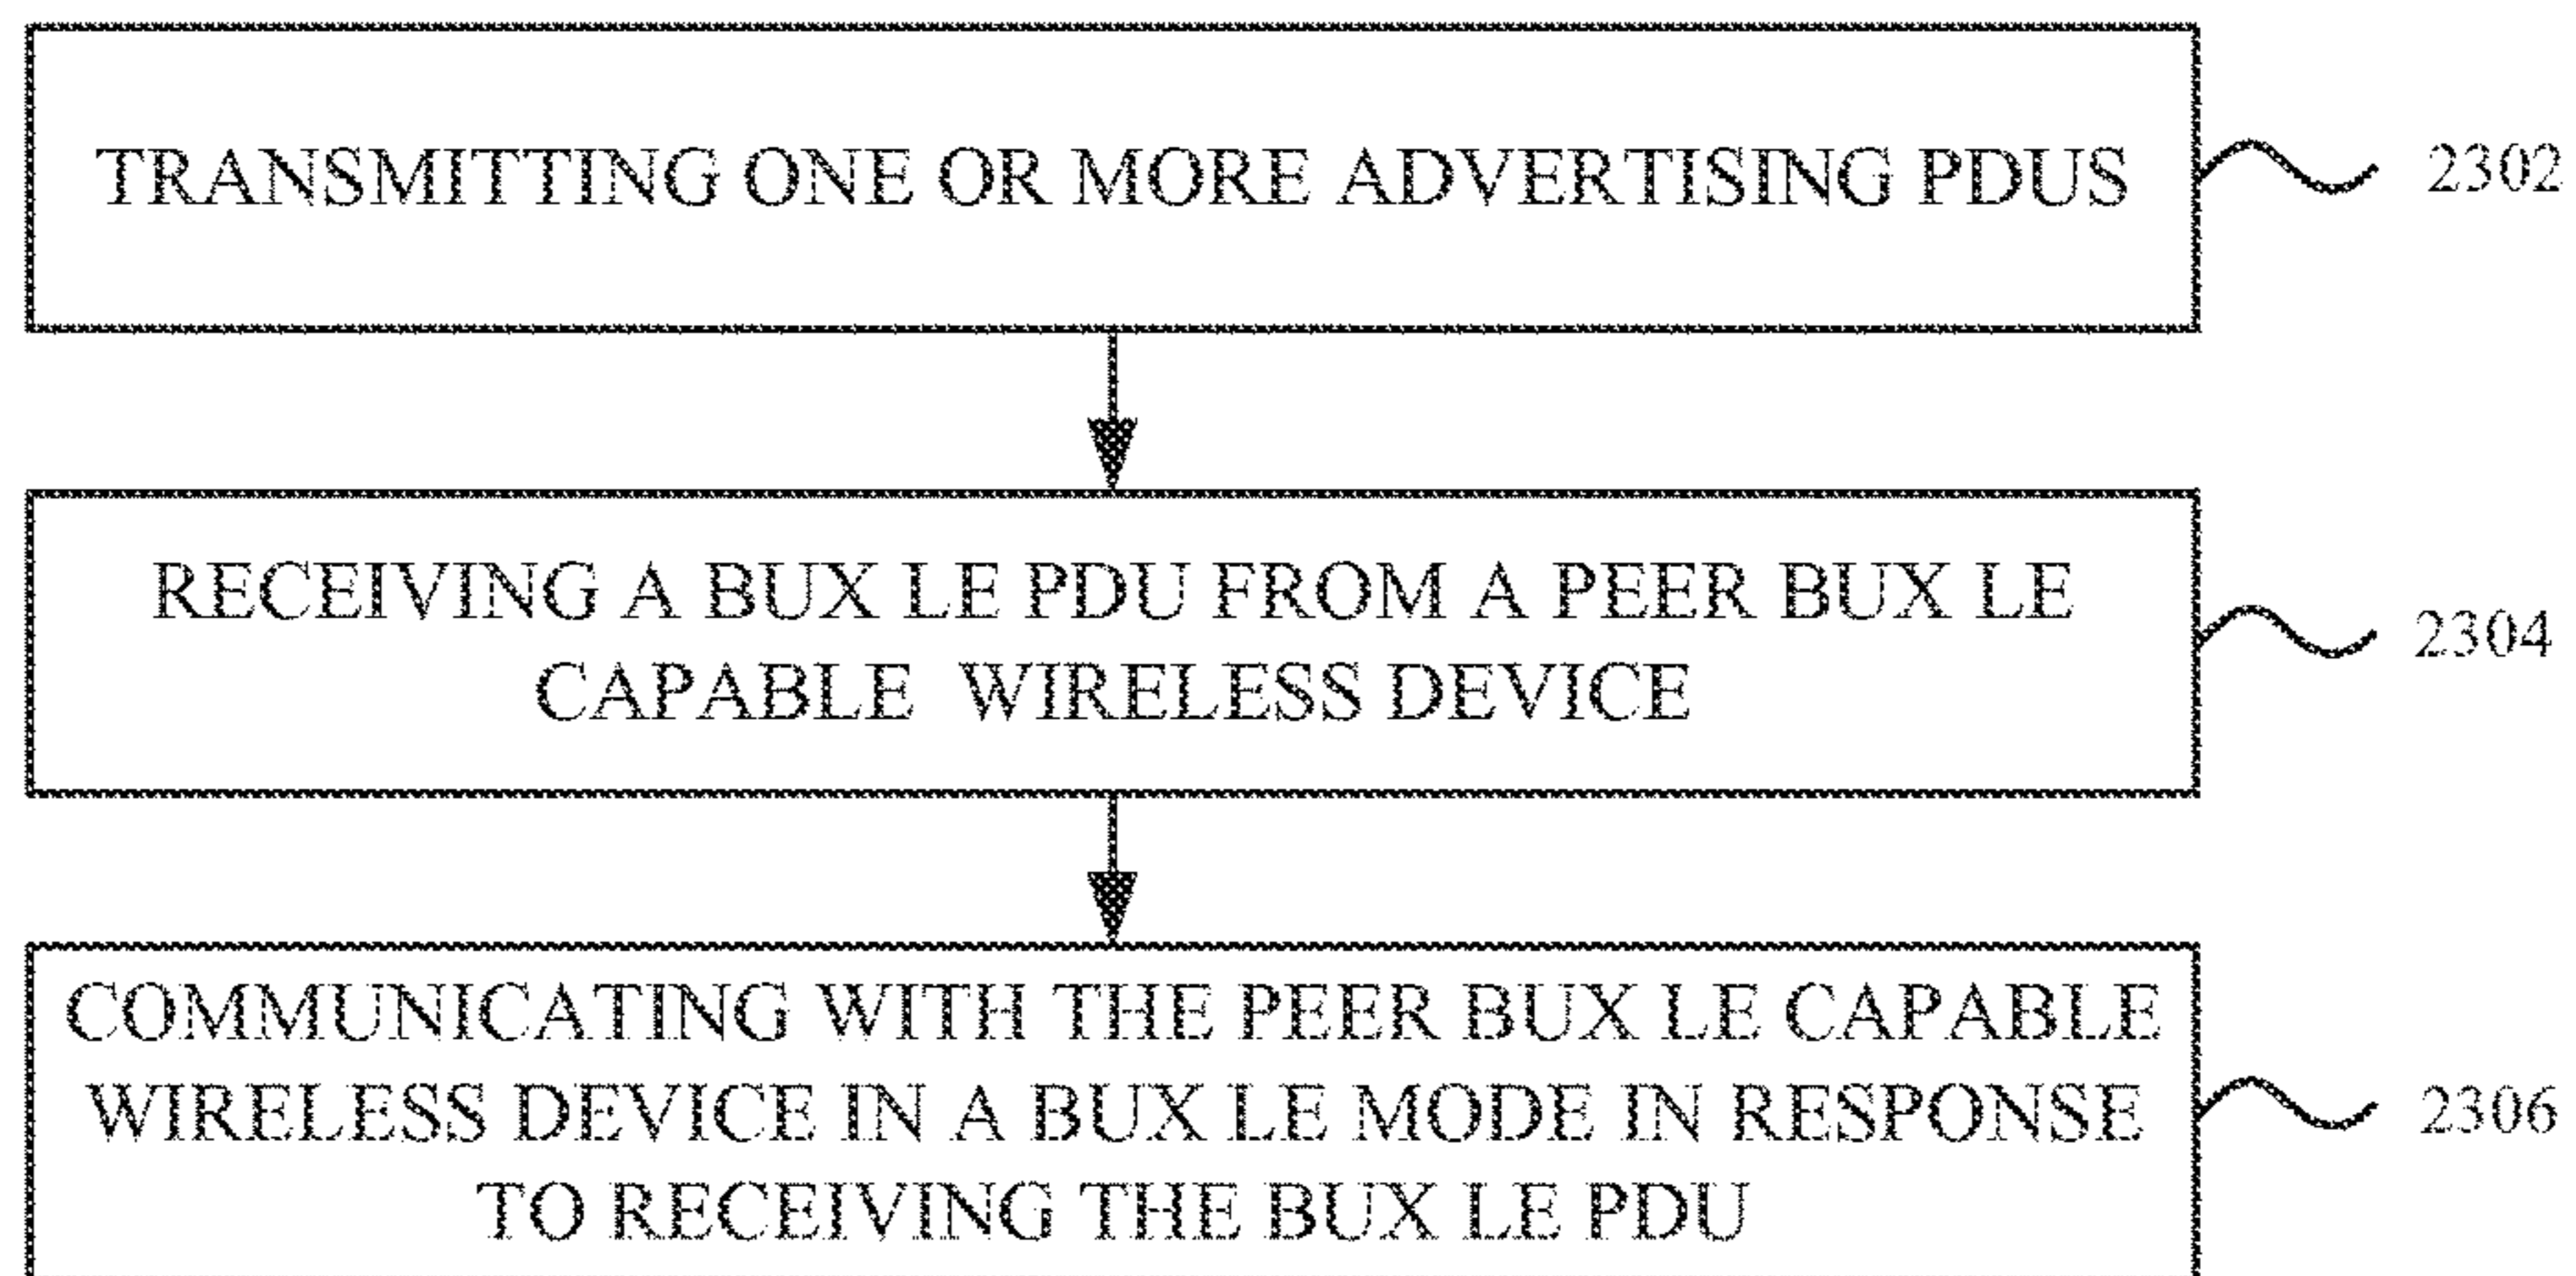 TRANSMITTING ONE OR MORE ADVERTISING PDUS
2302
RECEIVING A BUX LE PDU FROM A PEER BUX LE
CAPABLE WIRELESS DEVICE
2304
COMMUNICATING WITH THE PEER BUX LE CAPABLE
WIRELESS DEVICE IN A BUX LE MODE IN RESPONSE
TO RECEIVING THE BUX LE PDU
2306